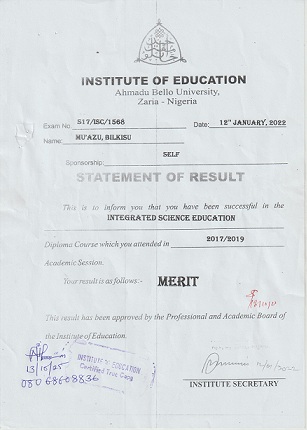 INSTITUTE OF EDUCATION
Ahmadu Bello University,
Zaria - Nigeria
Exam No: S17/ISC/1568 Date: 12TH JANUARY, 2022
Name: MU'AZU, BILKISU
Sponsorship: SELF
STATEMENT OF RESULT
This is to inform you that you have been successful in the
INTEGRATED SCIENCE EDUCATION
Diploma Course which you attended in 2017/2019
Academic Session.
Your result is as follows:- MERIT
This result has been approved by the Professional and Academic Board of
the Institute of Education.
INSTITUTE OF EDUCATION
Certified True Copy
13/10/25
08068608836
INSTITUTE SECRETARY